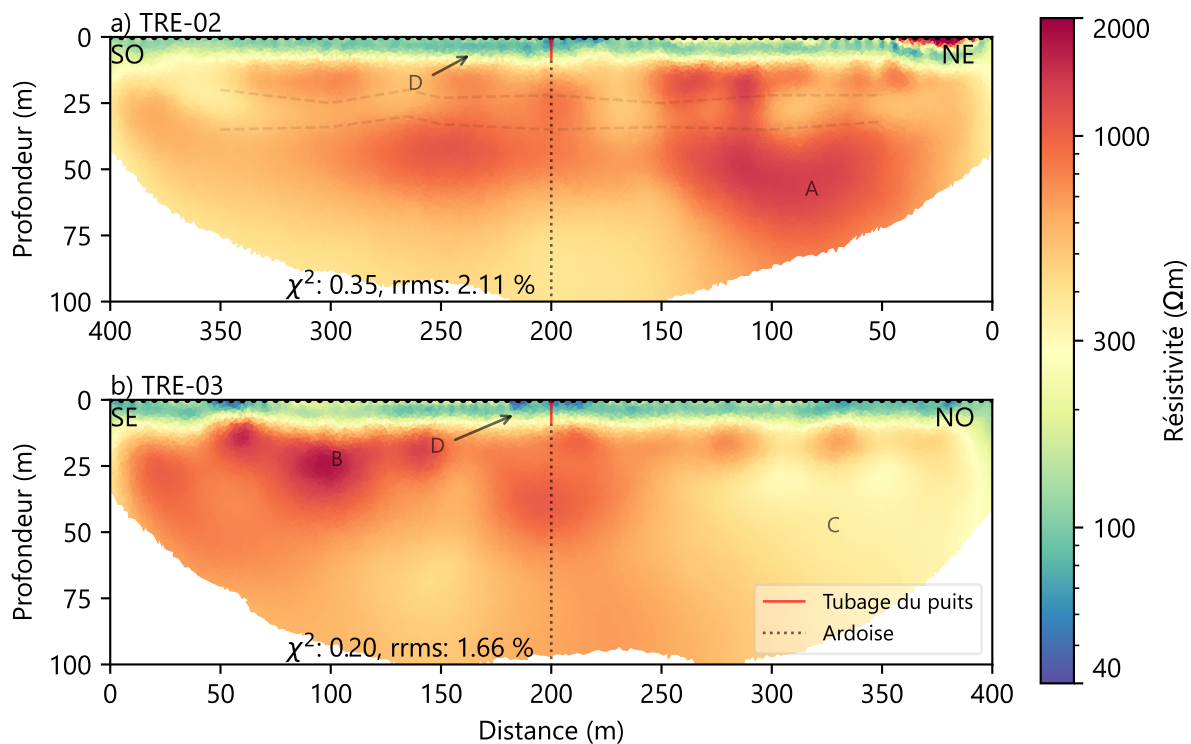 a) TRE-02
0
25
50
75
100
Profondeur (m)
SO
NE
D
A
χ²: 0.35, rrms: 2.11 %
400
350
300
250
200
150
100
50
0
b) TRE-03
0
25
50
75
100
Profondeur (m)
SE
NO
B
D
C
χ²: 0.20, rrms: 1.66 %
Tubage du puits
Ardoise
0
50
100
150
200
250
300
350
400
Distance (m)
2000
1000
300
100
40
Résistivité (Ωm)